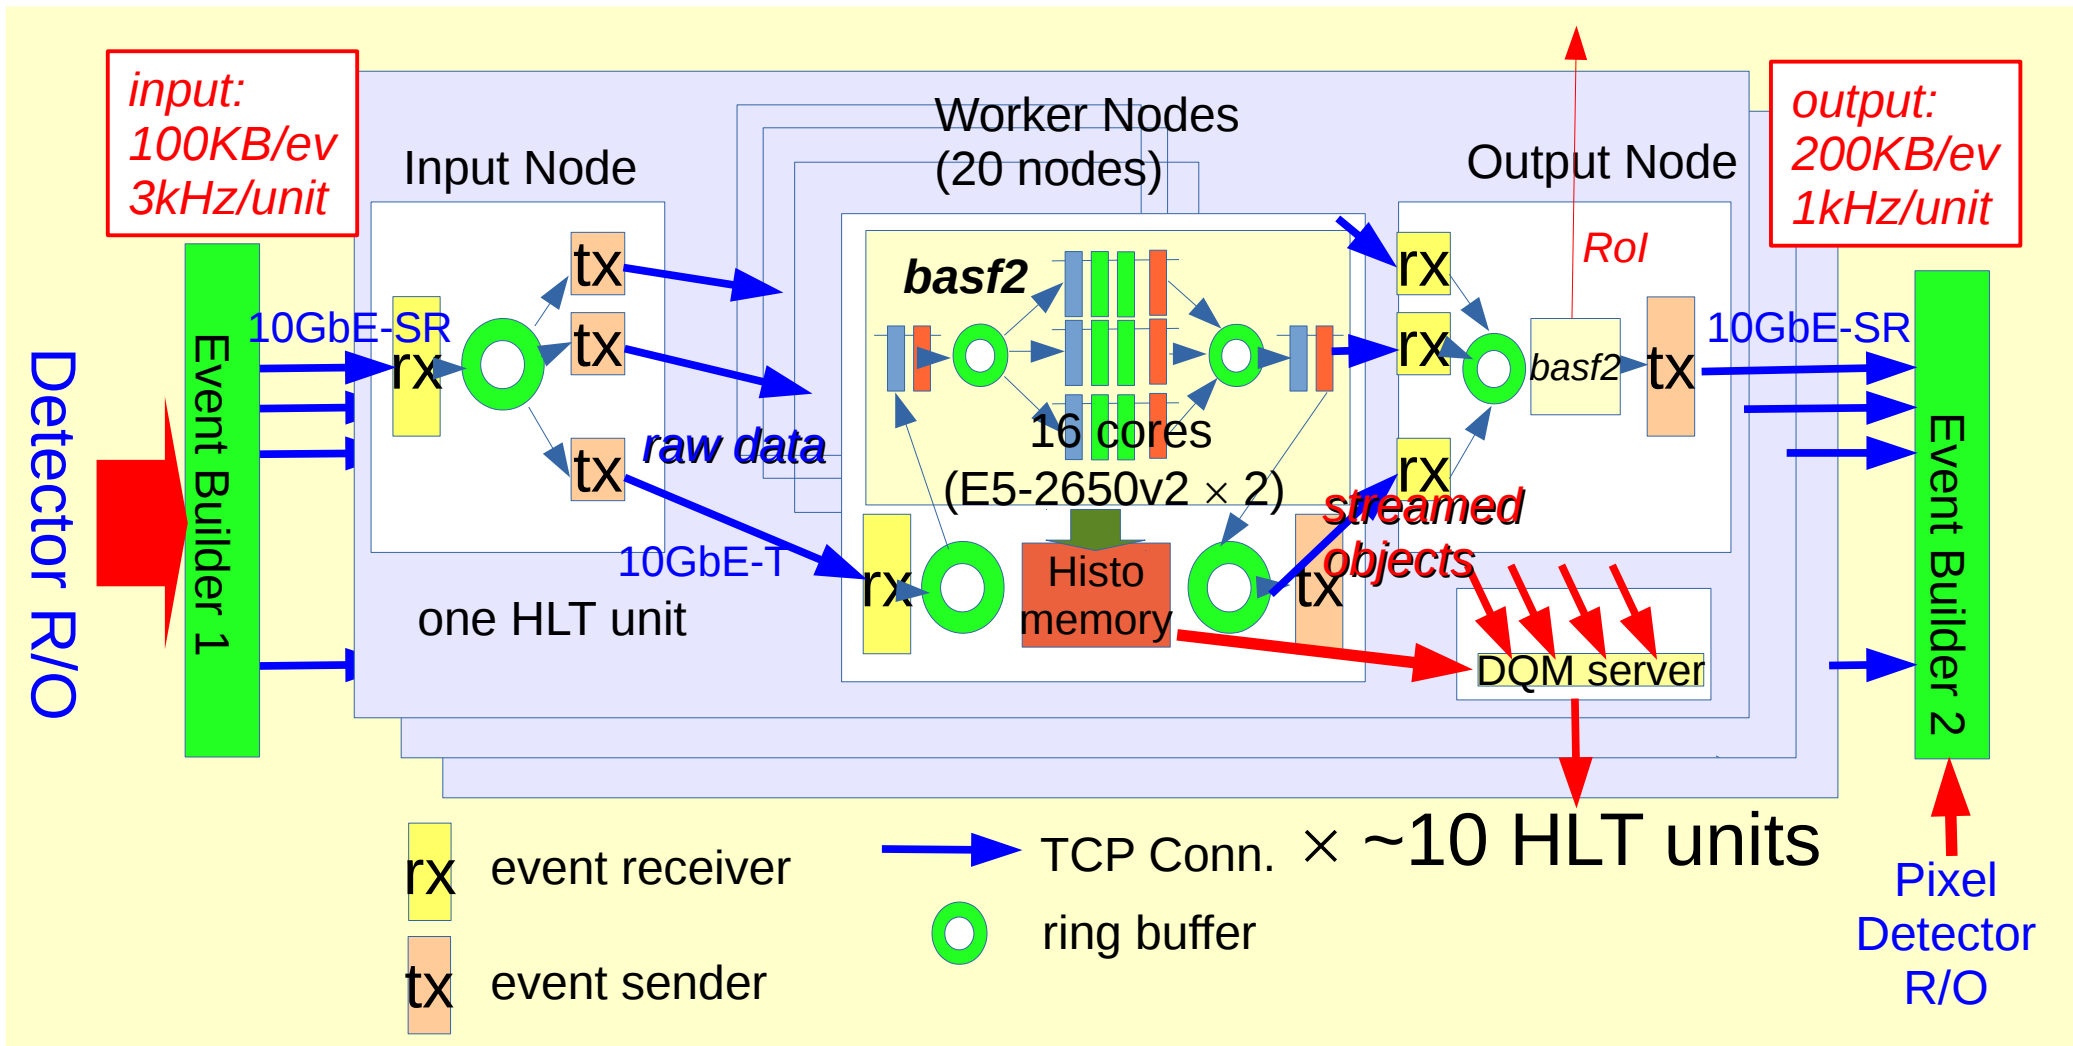 input:
100KB/ev
3kHz/unit
output:
200KB/ev
1kHz/unit
Worker Nodes
(20 nodes)
Input Node
Output Node
RoI
basf2
tx
tx
tx
rx
rx
rx
rx
basf2
tx
10GbE-SR
10GbE-SR
Detector R/O
Event Builder 1
Event Builder 2
raw data
16 cores
(E5-2650v2 × 2)
streamed
objects
10GbE-T
rx
Histo
memory
tx
one HLT unit
DQM server
× ~10 HLT units
rx
event receiver
TCP Conn.
tx
event sender
ring buffer
Pixel
Detector
R/O